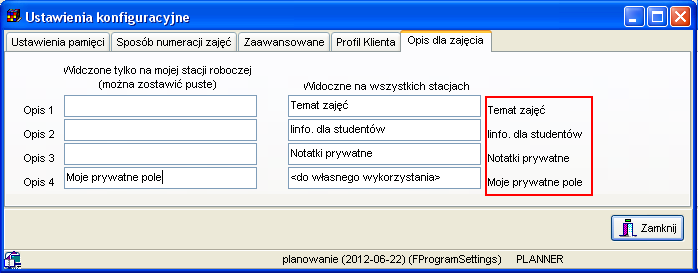 Ustawienia konfiguracyjne
Ustawienia pamięci Sposób numeracji zajęć Zaawansowane Profil Klienta Opis dla zajęcia
Widczone tylko na mojej stacji roboczej
(można zostawić puste)
Widoczne na wszystkich stacjach
Opis 1 Temat zajęć Temat zajęć
Opis 2 Iinfo. dla studentów Iinfo. dla studentów
Opis 3 Notatki prywatne Notatki prywatne
Opis 4 Moje prywatne pole <do własnego wykorzystania> Moje prywatne pole
Zamknij
planowanie (2012-06-22) (FProgramSettings) PLANNER